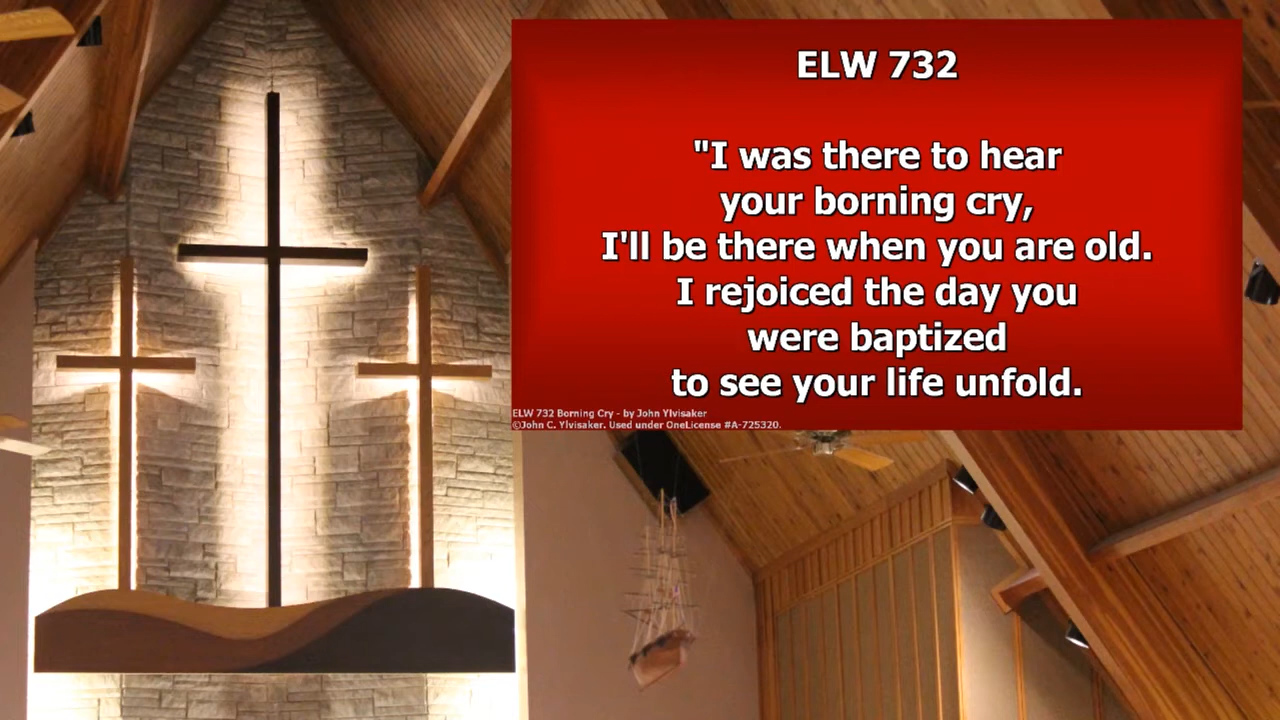 ELW 732
"I was there to hear
your borning cry,
I'll be there when you are old.
I rejoiced the day you
were baptized
to see your life unfold.
ELW 732 Borning Cry - by John Ylvisaker
©John C. Ylvisaker. Used under OneLicense #A-725320.